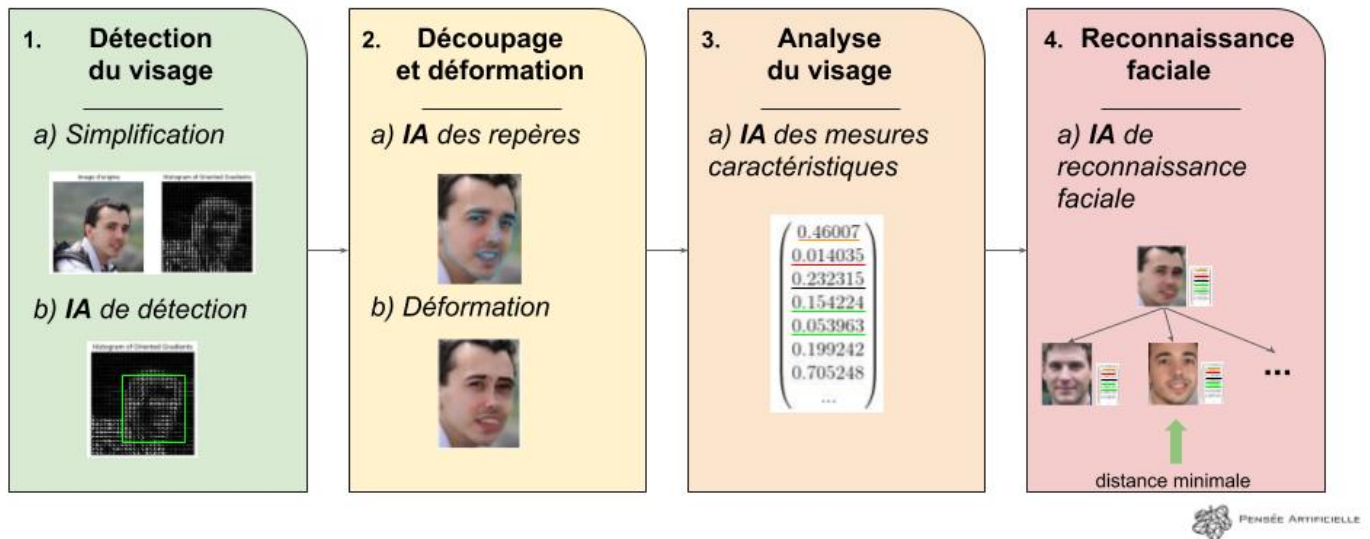 1. Détection
du visage
a) Simplification
Image d'origine
Histogram of Oriented Gradients
b) IA de détection
Histogram of Oriented Gradients
2. Découpage
et déformation
a) IA des repères
b) Déformation
3. Analyse
du visage
a) IA des mesures
caractéristiques
0.46007
0.014035
0.232315
0.154224
0.053963
0.199242
0.705248
...
4. Reconnaissance
faciale
a) IA de
reconnaissance
faciale
...
distance minimale
PENSÉE ARTIFICIELLE